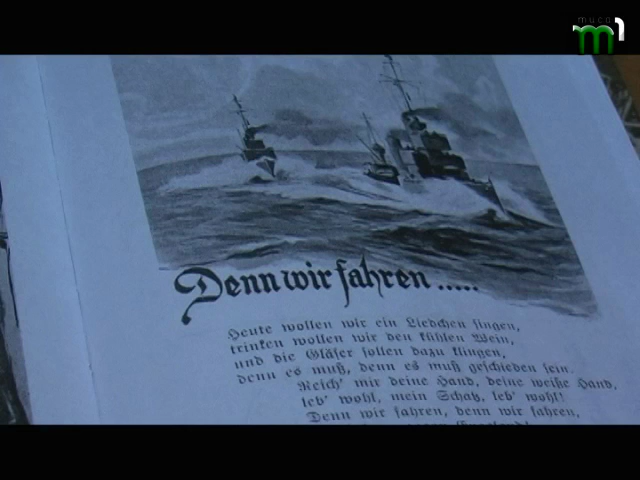 muco
m1
Denn wir fahren .....
Heute wollen wir ein Liedchen singen,
trinken wollen wir den kühlen Wein,
und die Gläser sollen dazu klingen,
denn es muß, denn es muß geschieden sein.
Reich' mir deine Hand, deine weiße Hand,
leb' wohl, mein Schatz, leb' wohl!
Denn wir fahren, denn wir fahren,